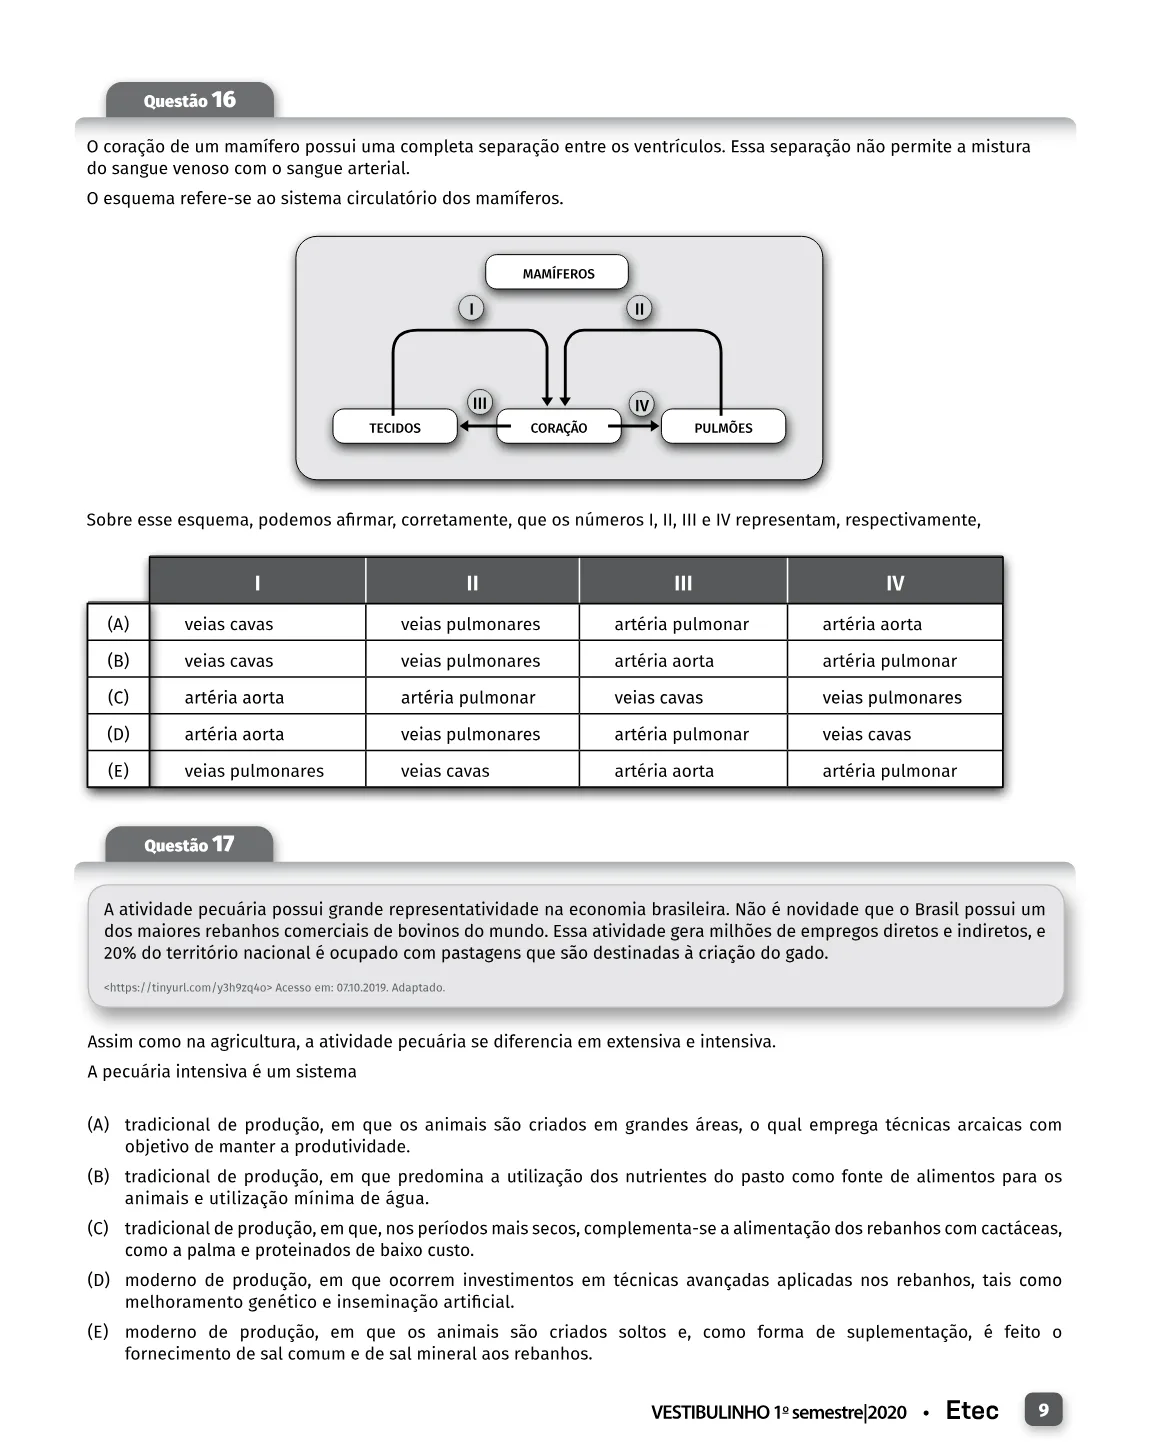 Questão 16
O coração de um mamífero possui uma completa separação entre os ventrículos. Essa separação não permite a mistura
do sangue venoso com o sangue arterial.
O esquema refere-se ao sistema circulatório dos mamíferos.
MAMÍFEROS
I
II
III
IV
TECIDOS
CORAÇÃO
PULMÕES
Sobre esse esquema, podemos afirmar, corretamente, que os números I, II, III e IV representam, respectivamente,
I II III IV
(A) veias cavas veias pulmonares artéria pulmonar artéria aorta
(B) veias cavas veias pulmonares artéria aorta artéria pulmonar
(C) artéria aorta artéria pulmonar veias cavas veias pulmonares
(D) artéria aorta veias pulmonares artéria pulmonar veias cavas
(E) veias pulmonares veias cavas artéria aorta artéria pulmonar
Questão 17
A atividade pecuária possui grande representatividade na economia brasileira. Não é novidade que o Brasil possui um
dos maiores rebanhos comerciais de bovinos do mundo. Essa atividade gera milhões de empregos diretos e indiretos, e
20% do território nacional é ocupado com pastagens que são destinadas à criação do gado.
<https://tinyurl.com/y3h9zq4o> Acesso em: 07.10.2019. Adaptado.
Assim como na agricultura, a atividade pecuária se diferencia em extensiva e intensiva.
A pecuária intensiva é um sistema
(A) tradicional de produção, em que os animais são criados em grandes áreas, o qual emprega técnicas arcaicas com
objetivo de manter a produtividade.
(B) tradicional de produção, em que predomina a utilização dos nutrientes do pasto como fonte de alimentos para os
animais e utilização mínima de água.
(C) tradicional de produção, em que, nos períodos mais secos, complementa-se a alimentação dos rebanhos com cactáceas,
como a palma e proteinados de baixo custo.
(D) moderno de produção, em que ocorrem investimentos em técnicas avançadas aplicadas nos rebanhos, tais como
melhoramento genético e inseminação artificial.
(E) moderno de produção, em que os animais são criados soltos e, como forma de suplementação, é feito o
fornecimento de sal comum e de sal mineral aos rebanhos.
VESTIBULINHO 1º semestre|2020 • Etec 9